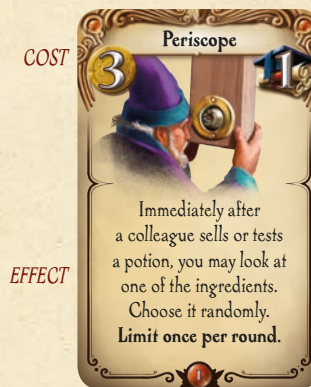 COST
Periscope
3
1
Immediately after
a colleague sells or tests
a potion, you may look at
one of the ingredients.
EFFECT
Choose it randomly.
Limit once per round.
I